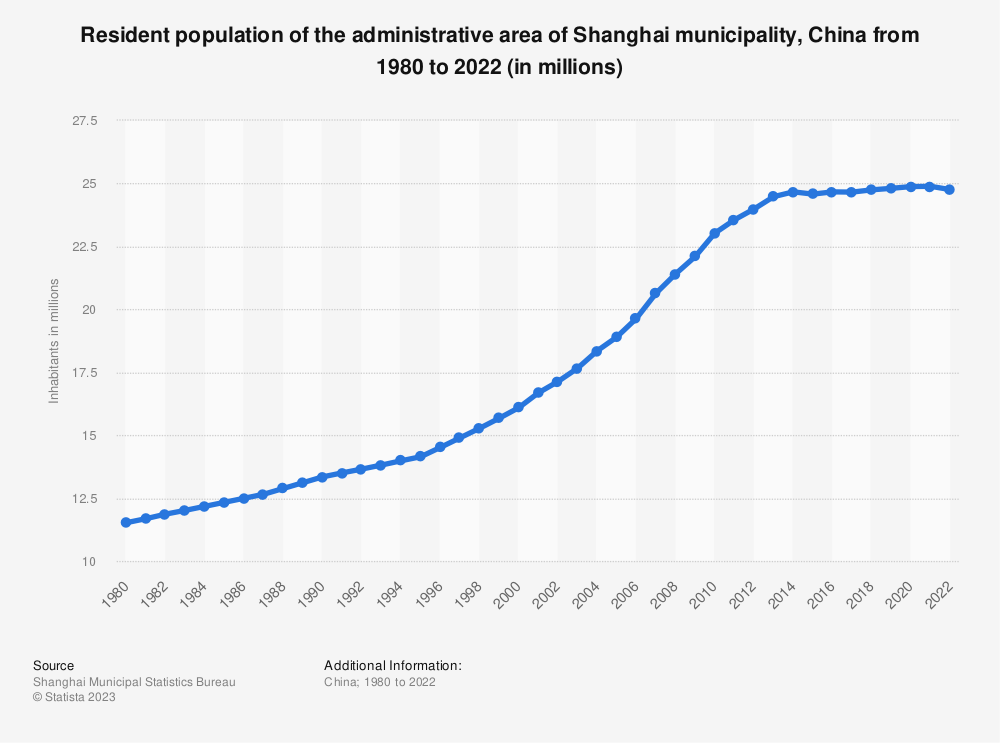 Resident population of the administrative area of Shanghai municipality, China from
1980 to 2022 (in millions)
Inhabitants in millions
27.5
25
22.5
20
17.5
15
12.5
10
1980 1982 1984 1986 1988 1990 1992 1994 1996 1998 2000 2002 2004 2006 2008 2010 2012 2014 2016 2018 2020 2022
Source
Shanghai Municipal Statistics Bureau
© Statista 2023
Additional Information:
China; 1980 to 2022